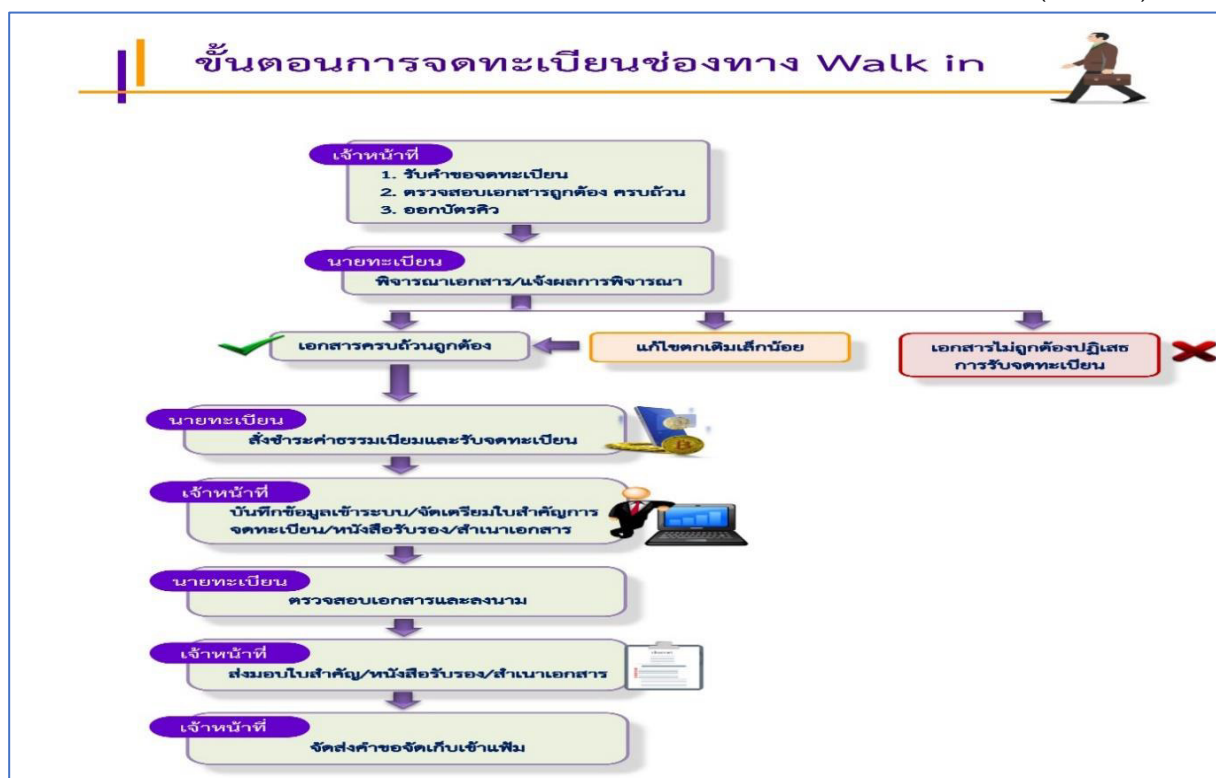 ขั้นตอนการจดทะเบียนช่องทาง Walk in
เจ้าหน้าที่
1. รับคำขอจดทะเบียน
2. ตรวจสอบเอกสารถูกต้อง ครบถ้วน
3. ออกบัตรคิว
นายทะเบียน
พิจารณาเอกสาร/แจ้งผลการพิจารณา
เอกสารครบถ้วนถูกต้อง
แก้ไขตกเติมเล็กน้อย
เอกสารไม่ถูกต้องปฏิเสธ
การรับจดทะเบียน
นายทะเบียน
สั่งชำระค่าธรรมเนียมและรับจดทะเบียน
เจ้าหน้าที่
บันทึกข้อมูลเข้าระบบ/จัดเตรียมใบสำคัญการ
จดทะเบียน/หนังสือรับรอง/สำเนาเอกสาร
นายทะเบียน
ตรวจสอบเอกสารและลงนาม
เจ้าหน้าที่
ส่งมอบใบสำคัญ/หนังสือรับรอง/สำเนาเอกสาร
เจ้าหน้าที่
จัดส่งคำขอจัดเก็บเข้าแฟ้ม